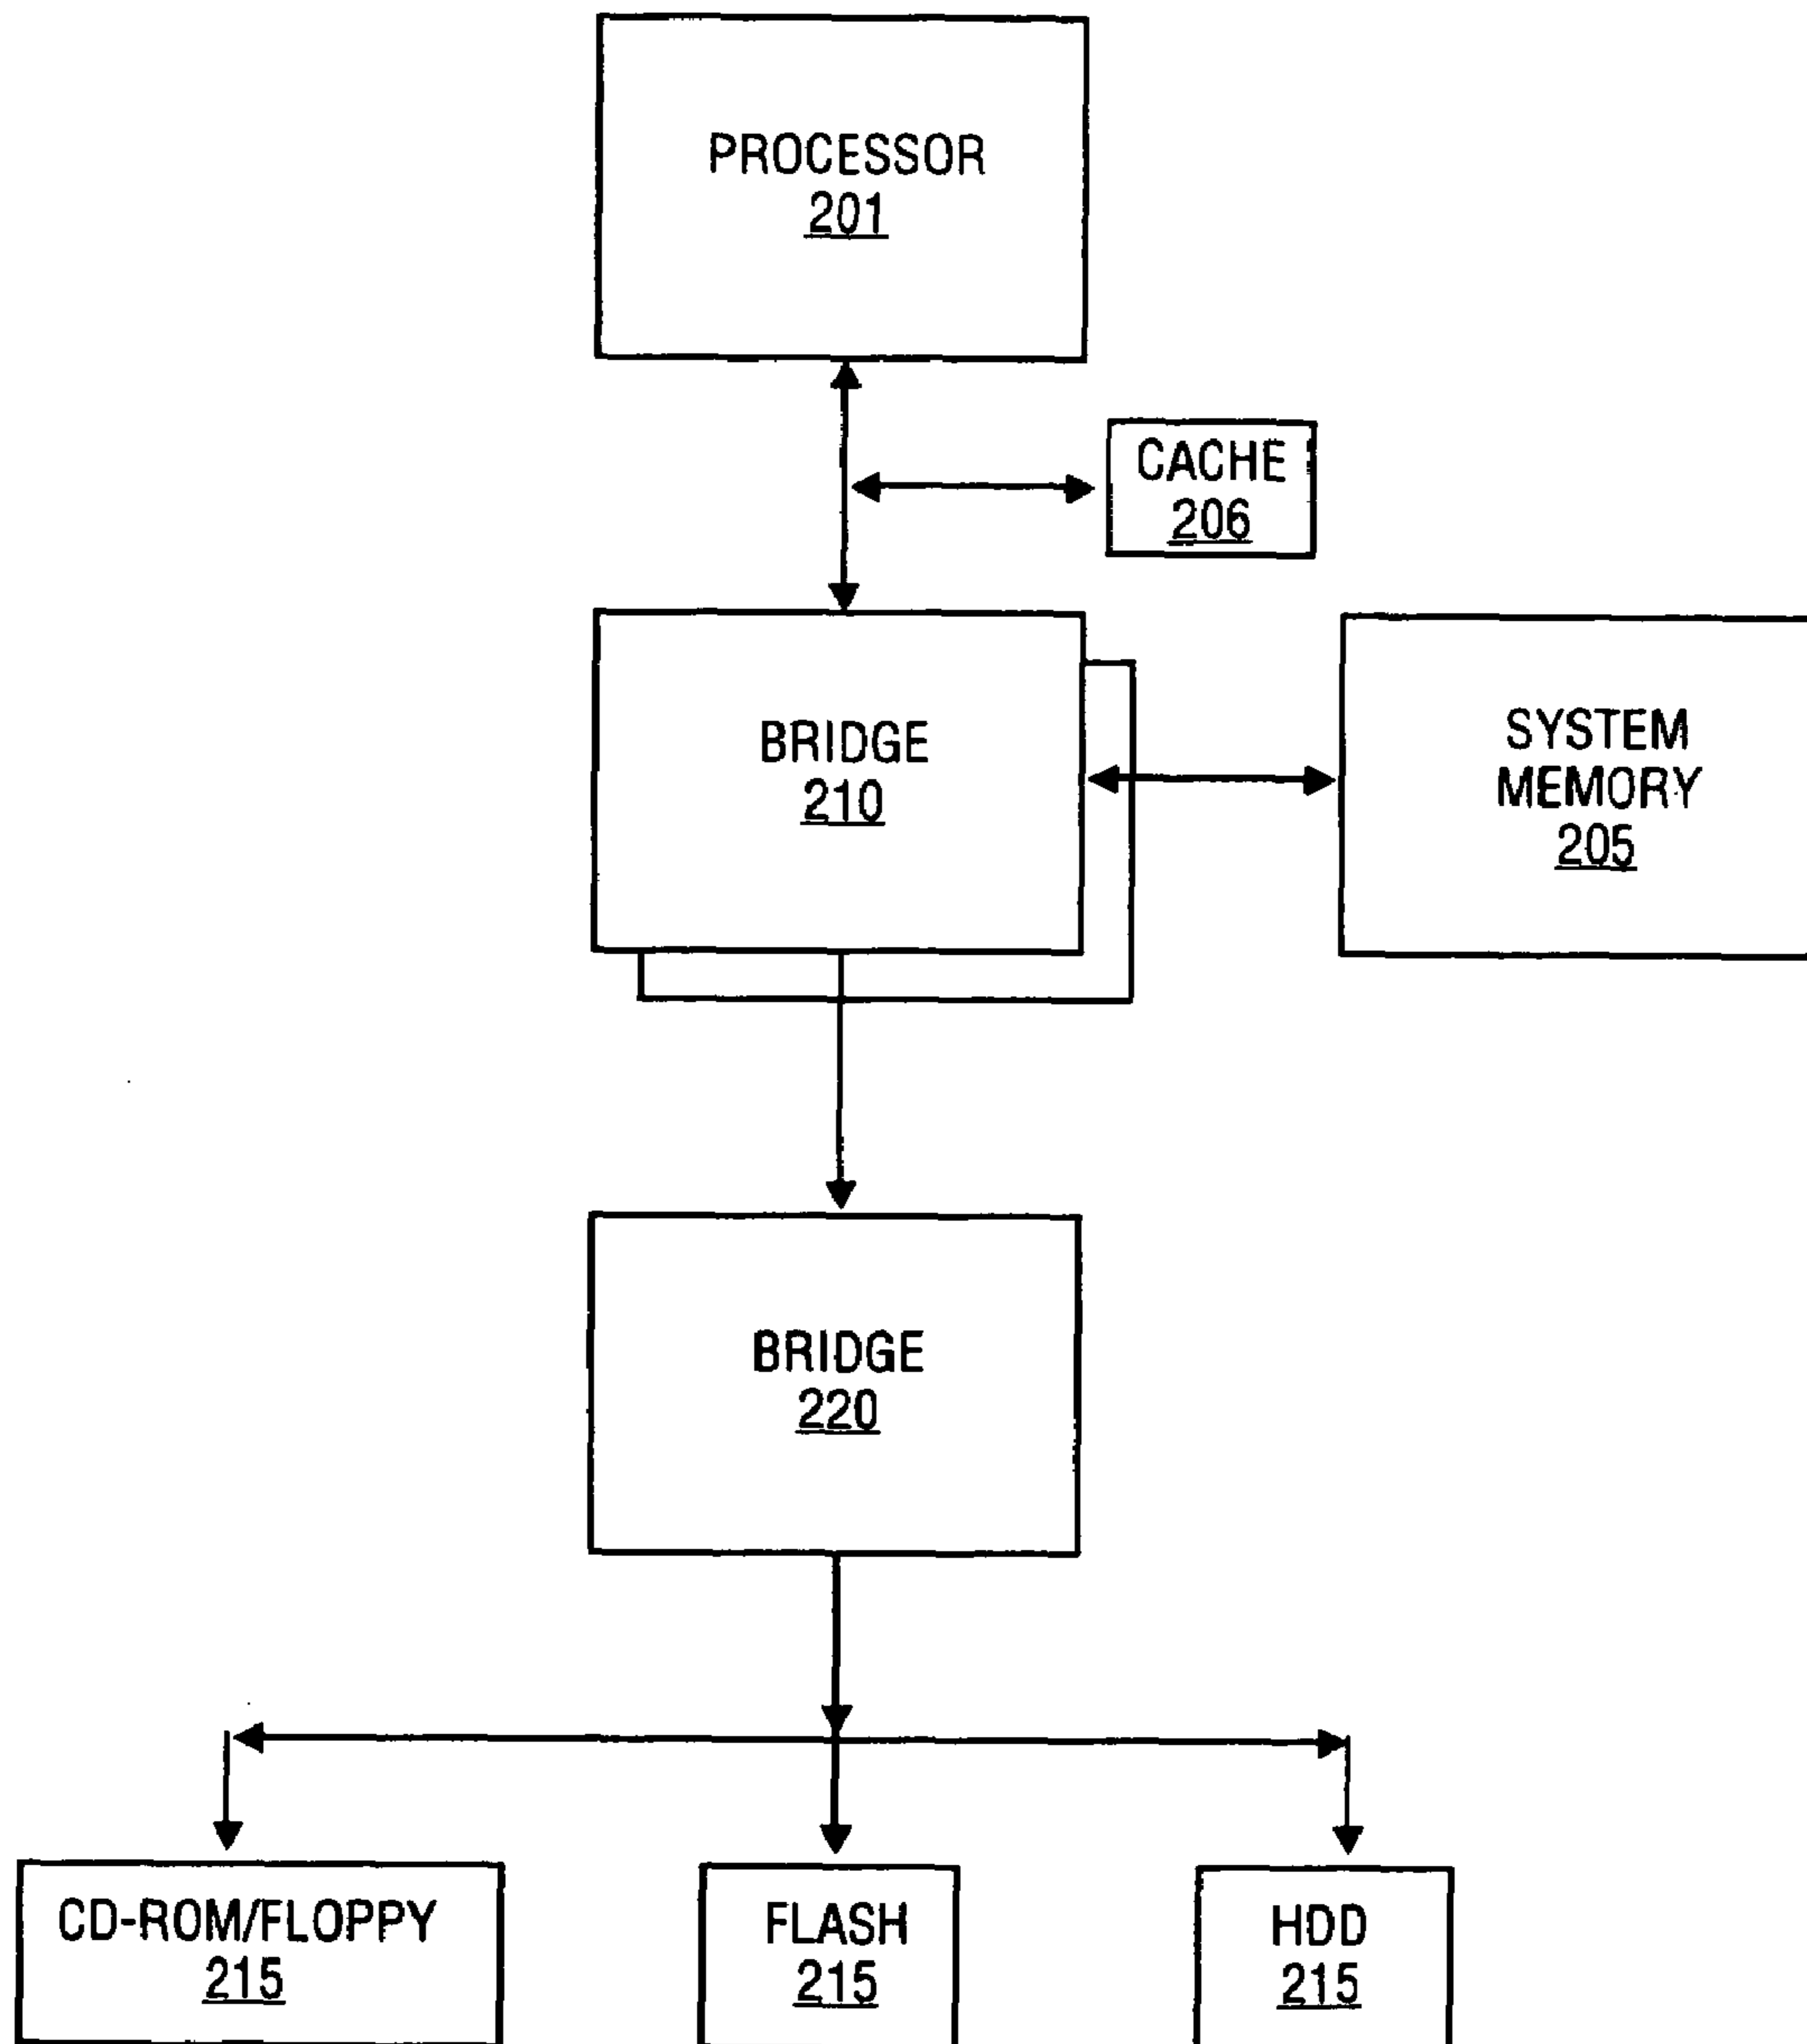 PROCESSOR
201
CACHE
206
BRIDGE
210
SYSTEM
MEMORY
205
BRIDGE
220
CD-ROM/FLOPPY
215
FLASH
215
HDD
215